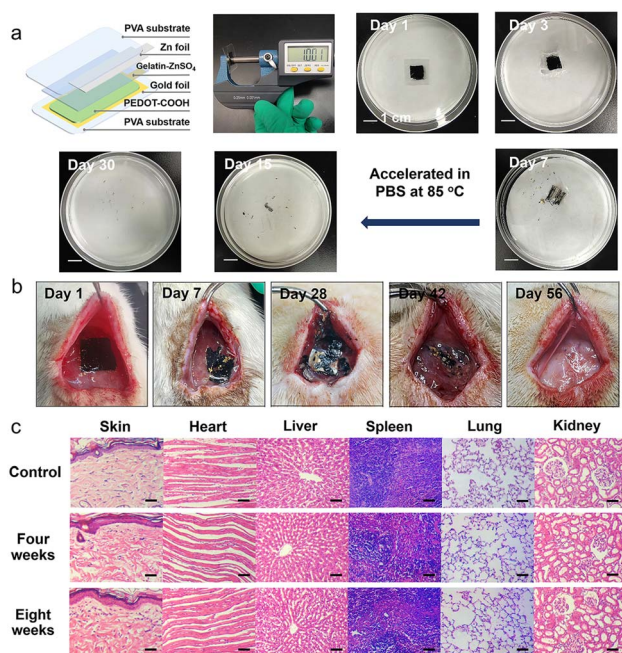 a
PVA substrate
Zn foil
Gelatin-ZnSO₄
Gold foil
PEDOT-COOH
PVA substrate
Day 1
1 cm
Day 3
Day 30
Day 15
Accelerated in
PBS at 85 °C
Day 7
b
Day 1
Day 7
Day 28
Day 42
Day 56
c
Skin
Heart
Liver
Spleen
Lung
Kidney
Control
Four
weeks
Eight
weeks